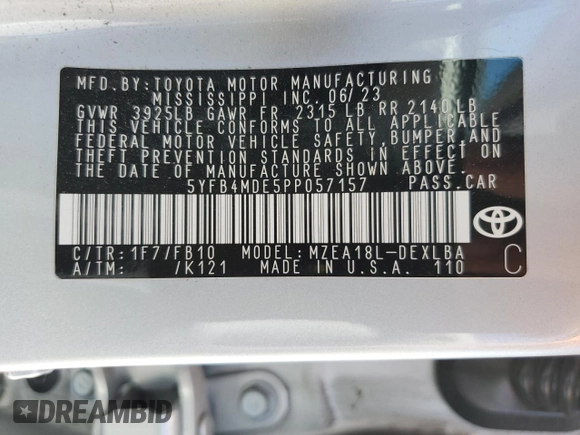 MFD. BY: TOYOTA MOTOR MANUFACTURING
MISSISSIPPI INC. 06/23
GVWR 3925LB GAWR FR 2315 LB RR 2140 LB
THIS VEHICLE CONFORMS TO ALL APPLICABLE
FEDERAL MOTOR VEHICLE SAFETY, BUMPER, AND
THEFT PREVENTION STANDARDS IN EFFECT ON
THE DATE OF MANUFACTURE SHOWN ABOVE.
5YFB4MDE5PP057157 PASS. CAR
C/TR: 1F7/FB10 MODEL: MZEA18L-DEXLBA
A/TM: /K121 MADE IN U.S.A. 110
C
DREAMBID